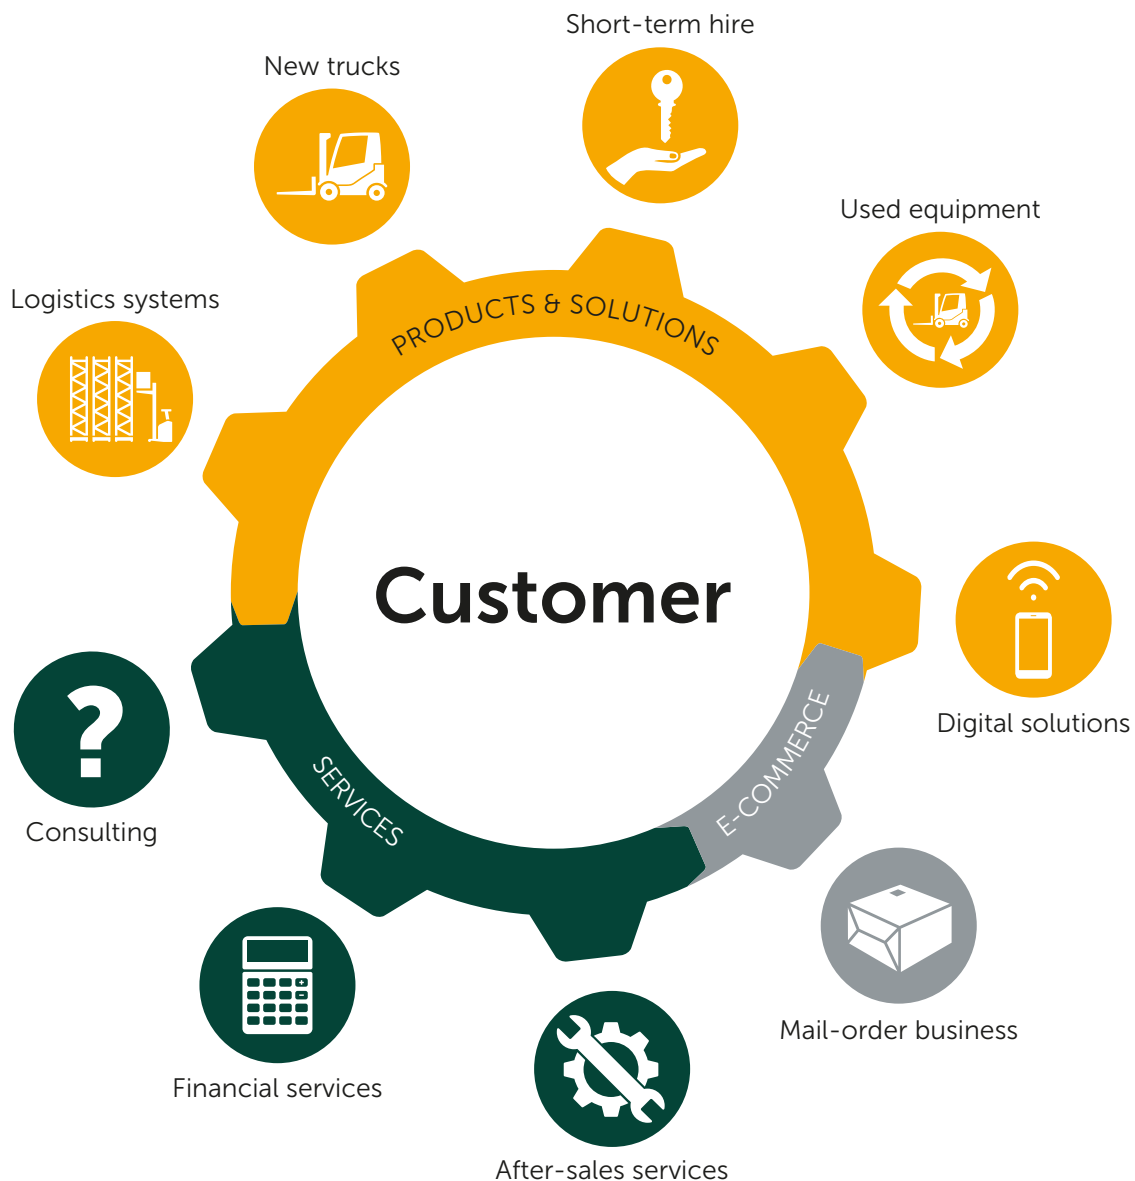 Short-term hire
New trucks
Used equipment
Logistics systems
PRODUCTS & SOLUTIONS
Customer
Digital solutions
E-COMMERCE
SERVICES
Consulting
Mail-order business
Financial services
After-sales services